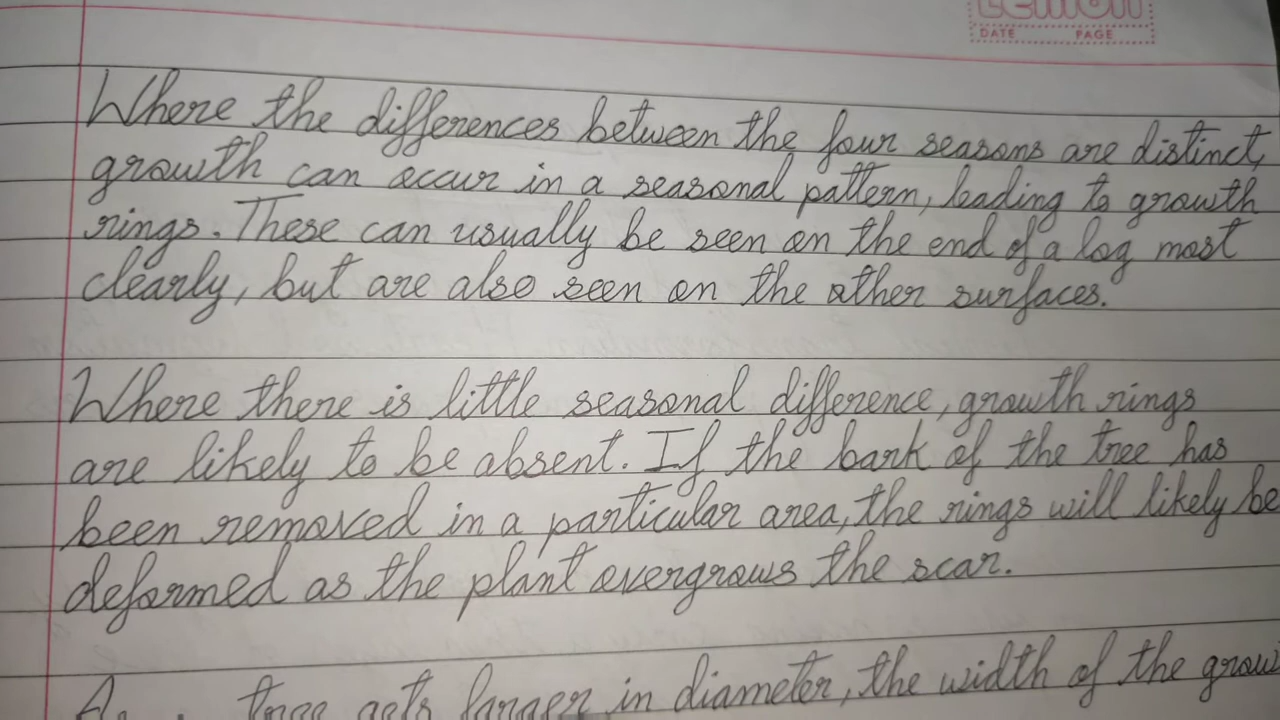 Lemon
DATE PAGE
Where the differences between the four seasons are distinct,
growth can occur in a seasonal pattern, leading to growth
rings. These can usually be seen on the end of a log most
clearly, but are also seen on the other surfaces.
Where there is little seasonal difference, growth rings
are likely to be absent. If the bark of the tree has
been removed in a particular area, the rings will likely be
deformed as the plant overgrows the scar.
tree gets larger in diameter, the width of the grow